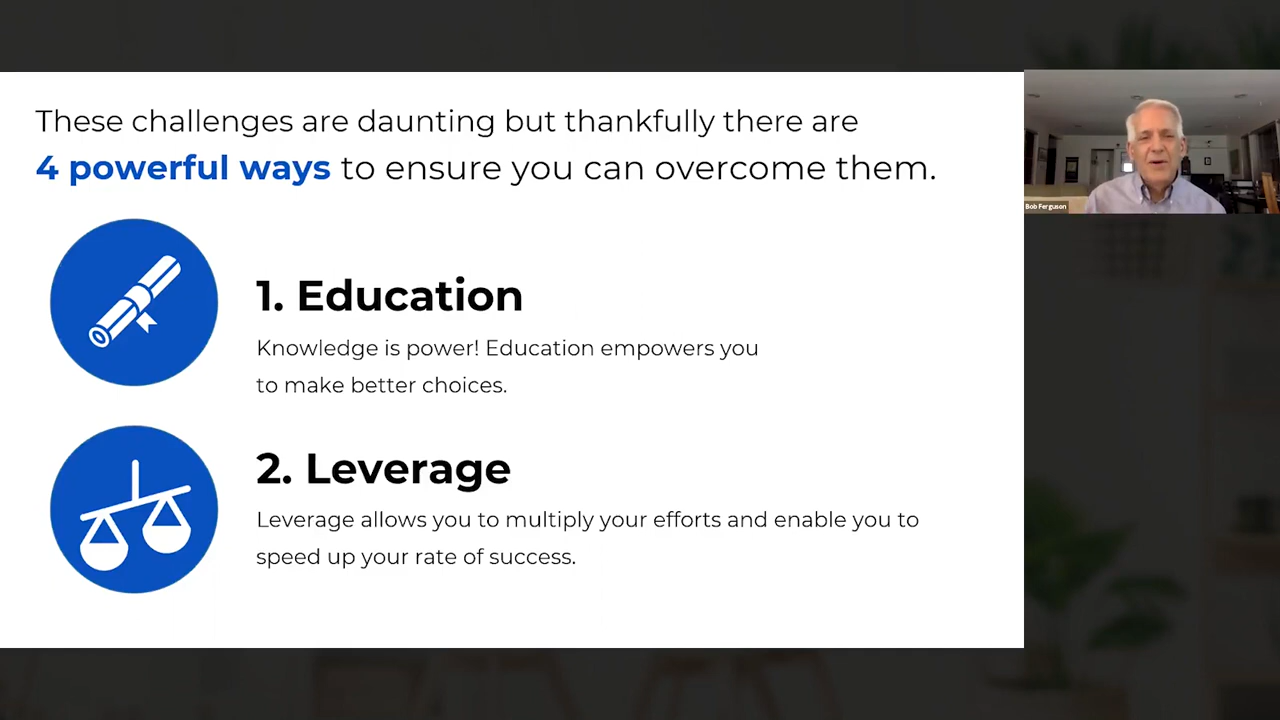 These challenges are daunting but thankfully there are
4 powerful ways to ensure you can overcome them.
1. Education
Knowledge is power! Education empowers you
to make better choices.
2. Leverage
Leverage allows you to multiply your efforts and enable you to
speed up your rate of success.
Bob Ferguson